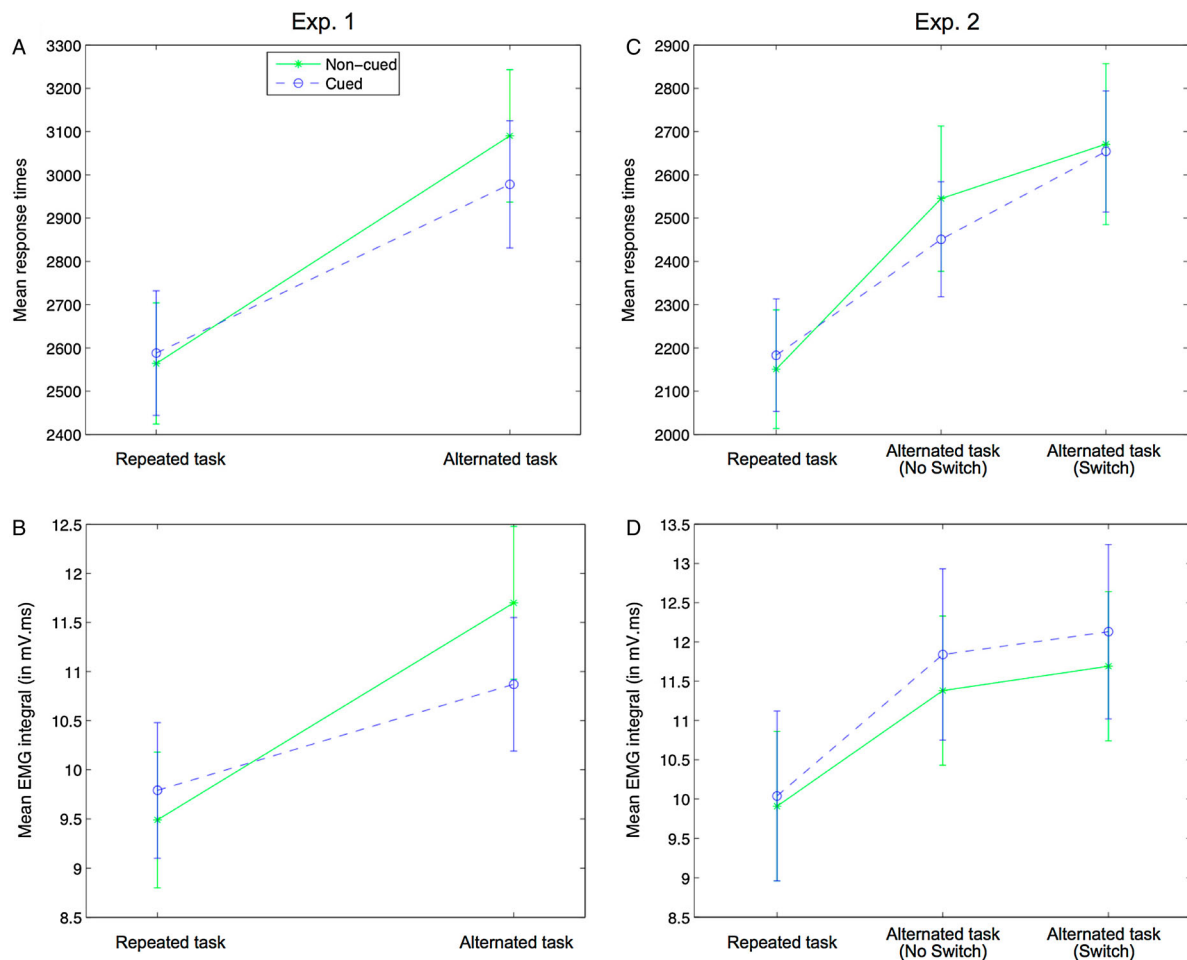 Exp. 1
A
3300
3200
3100
3000
2900
2800
2700
2600
2500
2400
Mean response times
Non-cued
Cued
Repeated task
Alternated task
Exp. 2
C
2900
2800
2700
2600
2500
2400
2300
2200
2100
2000
Mean response times
Repeated task
Alternated task
(No Switch)
Alternated task
(Switch)
B
12.5
12
11.5
11
10.5
10
9.5
9
8.5
Mean EMG integral (in mV.ms)
Repeated task
Alternated task
D
13.5
13
12.5
12
11.5
11
10.5
10
9.5
9
8.5
Mean EMG integral (in mV.ms)
Repeated task
Alternated task
(No Switch)
Alternated task
(Switch)